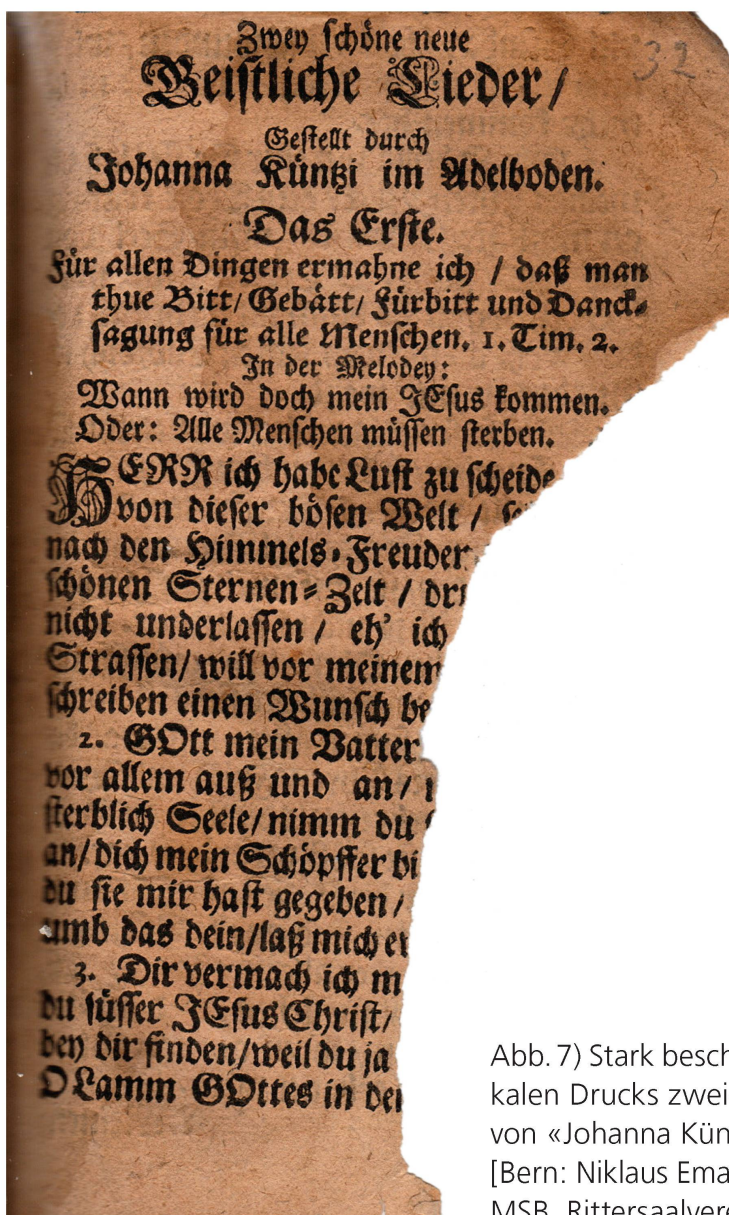 32
Zwey schöne neue
Geistliche Lieder/
Gestellt durch
Johanna Küntzi im Adelboden.
Das Erste.
Für allen Dingen ermahne ich / daß man
thue Bitt/ Gebätt/ Fürbitt und Danck-
sagung für alle Menschen. 1. Tim. 2.
In der Melodey:
Wann wird doch mein JEsus kommen.
Oder: Alle Menschen müssen sterben.
HERR ich habe Lust zu scheide
von dieser bösen Welt /
nach den Himmels-Freuden
schönen Sternen-Zelt /
nicht underlassen / eh' ich
Strassen/ will vor meinem
schreiben einen Wunsch
2. GOtt mein Vatter
vor allem auß und an/
sterblich Seele/ nimm du
an/ dich mein Schöpffer
du sie mir hast gegeben /
umb das dein/ laß mich
3. Dir vermach ich
du süsser JEsus Christ/
bey dir finden/ weil du ja
O Lamm GOttes in
Abb. 7) Stark besch
kalen Drucks zwei
von «Johanna Kün
[Bern: Niklaus Ema
MSB, Rittersaalvere